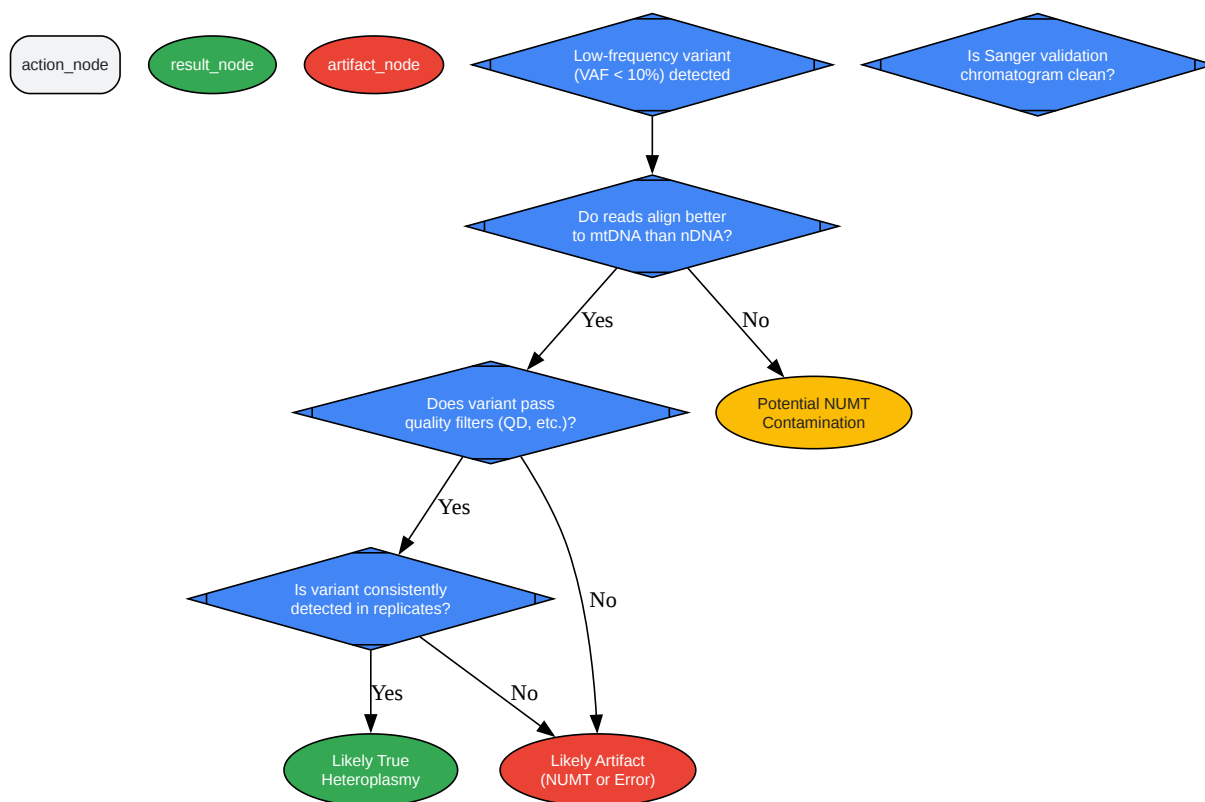 action_node
result_node
artifact_node
Low-frequency variant
(VAF < 10%) detected
Is Sanger validation
chromatogram clean?
Do reads align better
to mtDNA than nDNA?
Yes
No
Does variant pass
quality filters (QD, etc.)?
Potential NUMT
Contamination
Yes
No
Is variant consistently
detected in replicates?
Yes
No
Likely True
Heteroplasmy
Likely Artifact
(NUMT or Error)